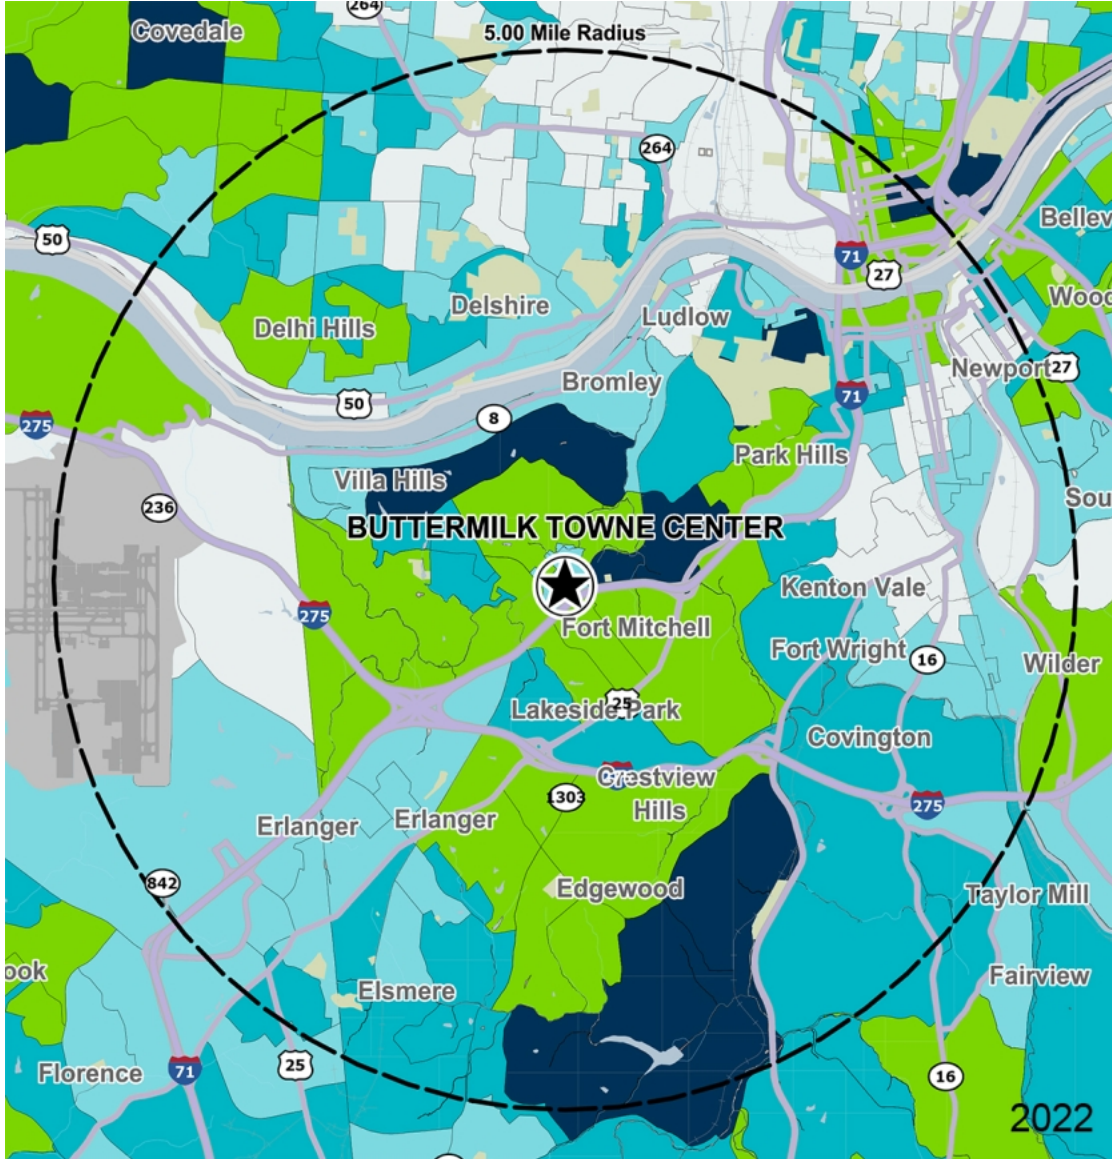 264
Covedale
5.00 Mile Radius
264
50
71
27
Bellev
Delshire
Delhi Hills
Ludlow
Wood
Newport
27
Bromley
50
8
71
275
Park Hills
Villa Hills
236
Sou
BUTTERMILK TOWNE CENTER
Kenton Vale
275
Fort Mitchell
Fort Wright
16
Wilder
25
Lakeside Park
Covington
Crestview
Hills
1303
275
Erlanger
Erlanger
842
Edgewood
Taylor Mill
ook
Elsmere
Fairview
Florence
71
25
16
2022